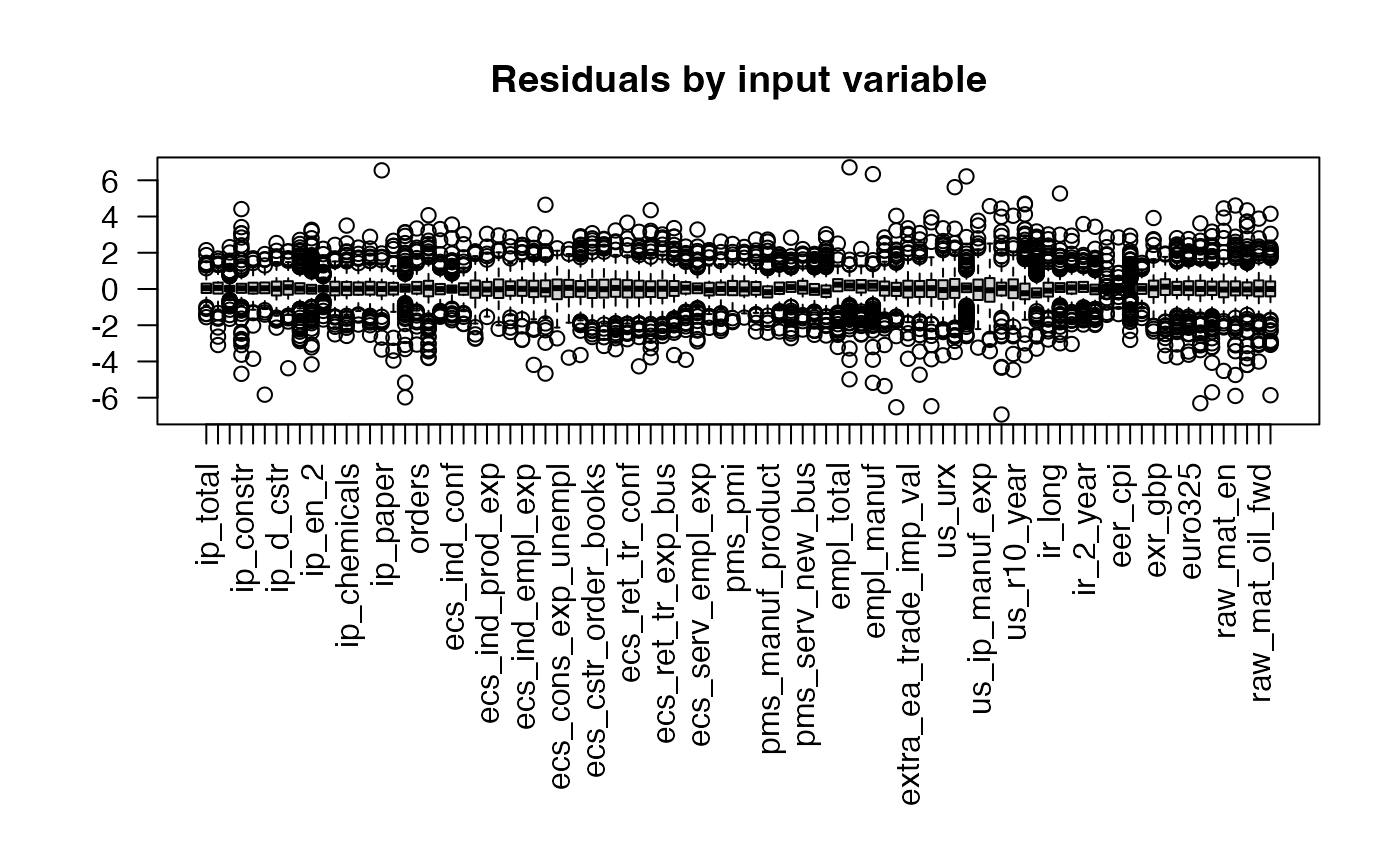 Residuals by input variable
6
4
2
0
-2
-4
-6
ip_total
ip_constr
ip_d_cstr
ip_en_2
ip_chemicals
ip_paper
orders
ecs_ind_conf
ecs_ind_prod_exp
ecs_ind_empl_exp
ecs_cons_exp_unempl
ecs_cstr_order_books
ecs_ret_tr_conf
ecs_ret_tr_exp_bus
ecs_serv_empl_exp
pms_pmi
pms_manuf_product
pms_serv_new_bus
empl_total
empl_manuf
extra_ea_trade_imp_val
us_urx
us_ip_manuf_exp
us_r10_year
ir_long
ir_2_year
eer_cpi
exr_gbp
euro325
raw_mat_en
raw_mat_oil_fwd